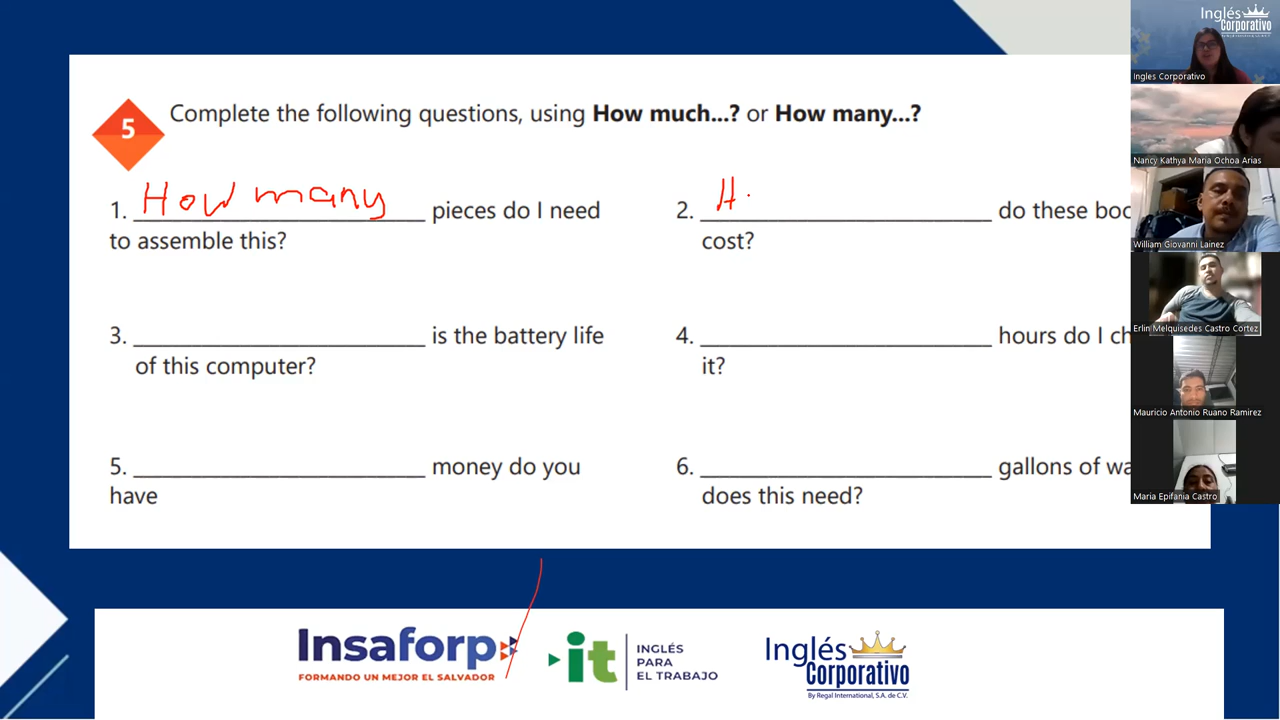 5
Complete the following questions, using How much...? or How many...?
1. How many pieces do I need
to assemble this?
2. H do these boo
cost?
3. is the battery life
of this computer?
4. hours do I ch
it?
5. money do you
have
6. gallons of wa
does this need?
Insaforp
FORMANDO UN MEJOR EL SALVADOR
it INGLÉS
PARA
EL TRABAJO
Inglés
Corporativo
By Regal International, S.A. de C.V.
Inglés
Corporativo
Ingles Corporativo
Nancy Kathya Maria Ochoa Arias
William Giovanni Lainez
Erlin Melquisedes Castro Cortez
Mauricio Antonio Ruano Ramirez
Maria Epifania Castro